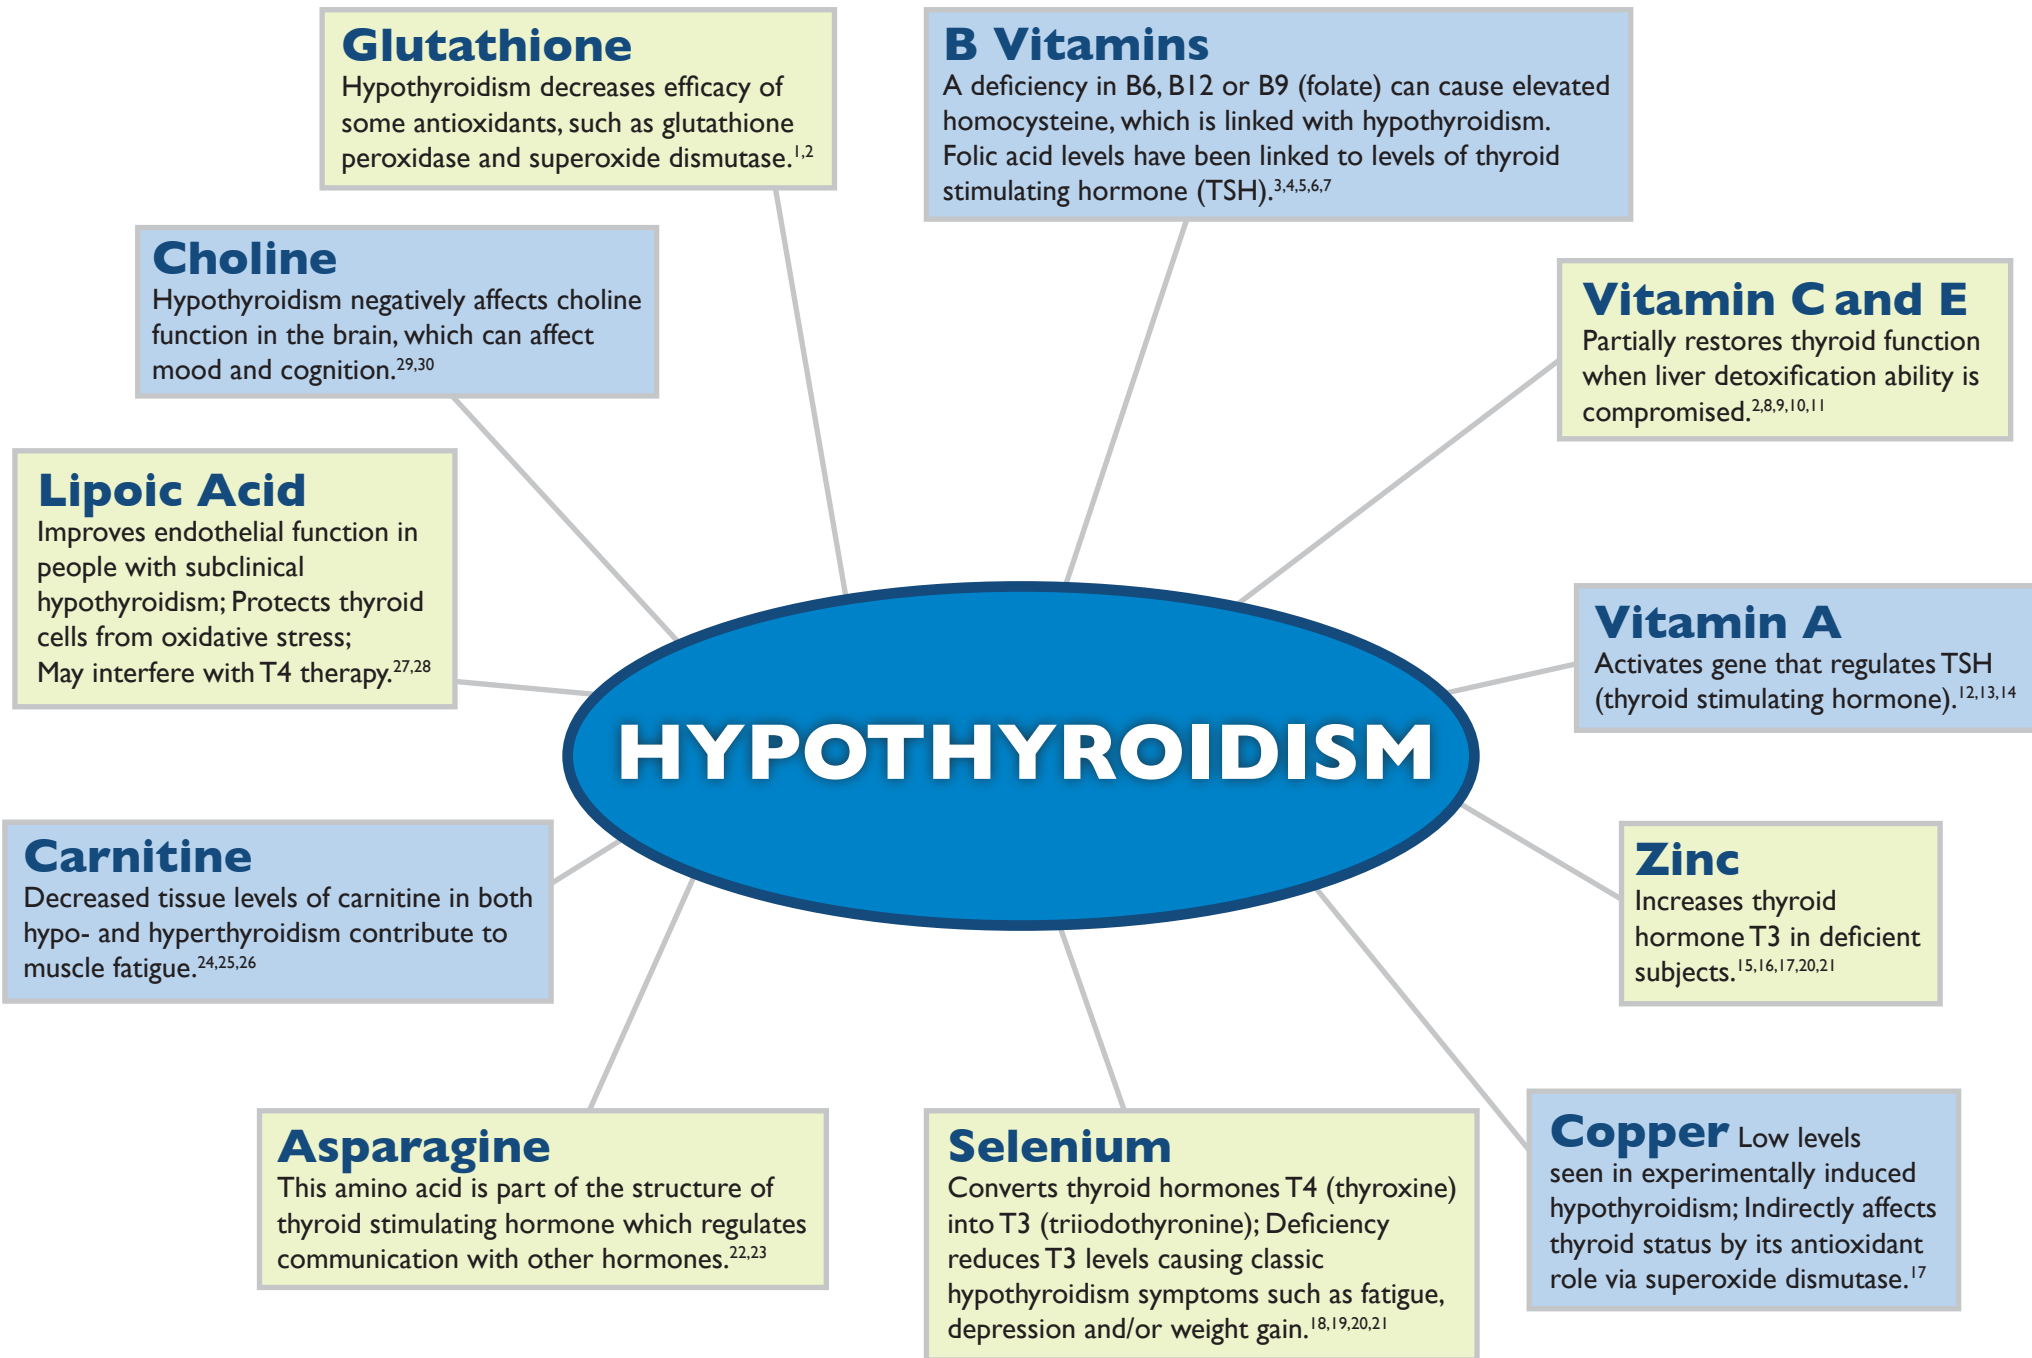 Glutathione
Hypothyroidism decreases efficacy of
some antioxidants, such as glutathione
peroxidase and superoxide dismutase.1,2
B Vitamins
A deficiency in B6, B12 or B9 (folate) can cause elevated
homocysteine, which is linked with hypothyroidism.
Folic acid levels have been linked to levels of thyroid
stimulating hormone (TSH).3,4,5,6,7
Choline
Hypothyroidism negatively affects choline
function in the brain, which can affect
mood and cognition.29,30
Vitamin C and E
Partially restores thyroid function
when liver detoxification ability is
compromised.2,8,9,10,11
Lipoic Acid
Improves endothelial function in
people with subclinical
hypothyroidism; Protects thyroid
cells from oxidative stress;
May interfere with T4 therapy.27,28
Vitamin A
Activates gene that regulates TSH
(thyroid stimulating hormone).12,13,14
HYPOTHYROIDISM
Carnitine
Decreased tissue levels of carnitine in both
hypo- and hyperthyroidism contribute to
muscle fatigue.24,25,26
Zinc
Increases thyroid
hormone T3 in deficient
subjects.15,16,17,20,21
Asparagine
This amino acid is part of the structure of
thyroid stimulating hormone which regulates
communication with other hormones.22,23
Selenium
Converts thyroid hormones T4 (thyroxine)
into T3 (triiodothyronine); Deficiency
reduces T3 levels causing classic
hypothyroidism symptoms such as fatigue,
depression and/or weight gain.18,19,20,21
Copper Low levels
seen in experimentally induced
hypothyroidism; Indirectly affects
thyroid status by its antioxidant
role via superoxide dismutase.17